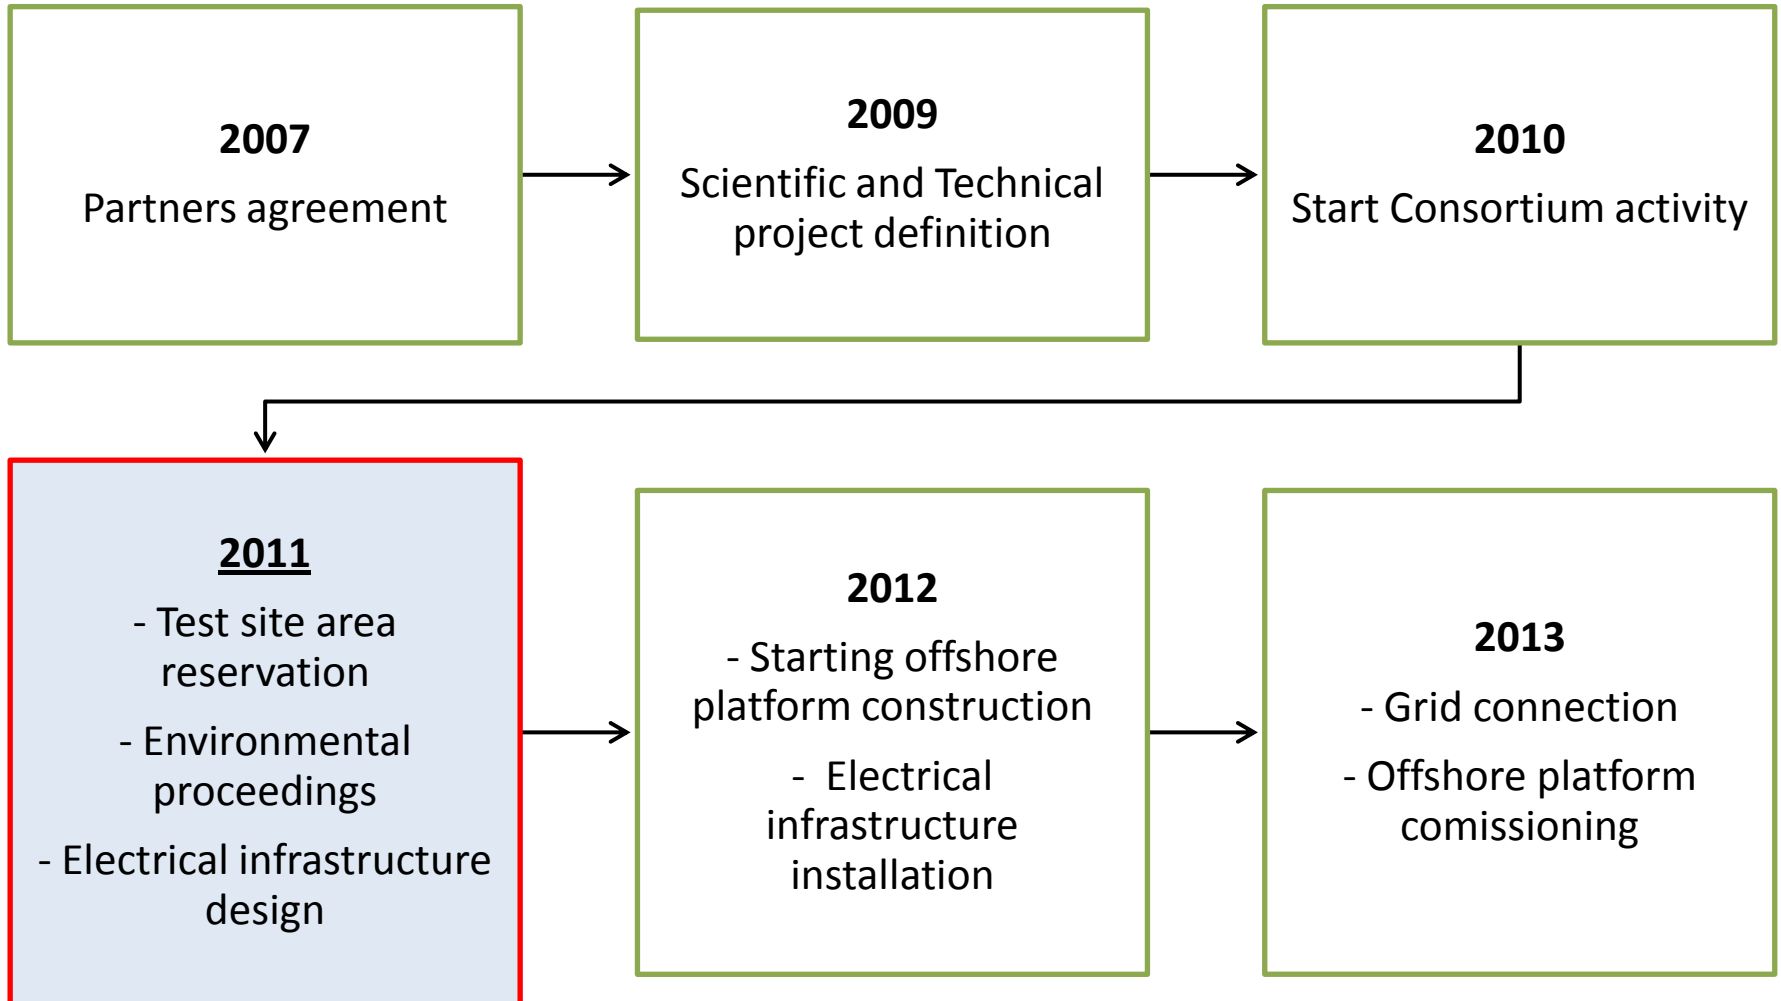 2007
Partners agreement
2009
Scientific and Technical
project definition
2010
Start Consortium activity
2011
- Test site area
reservation
- Environmental
proceedings
- Electrical infrastructure
design
2012
- Starting offshore
platform construction
- Electrical
infrastructure
installation
2013
- Grid connection
- Offshore platform
comissioning